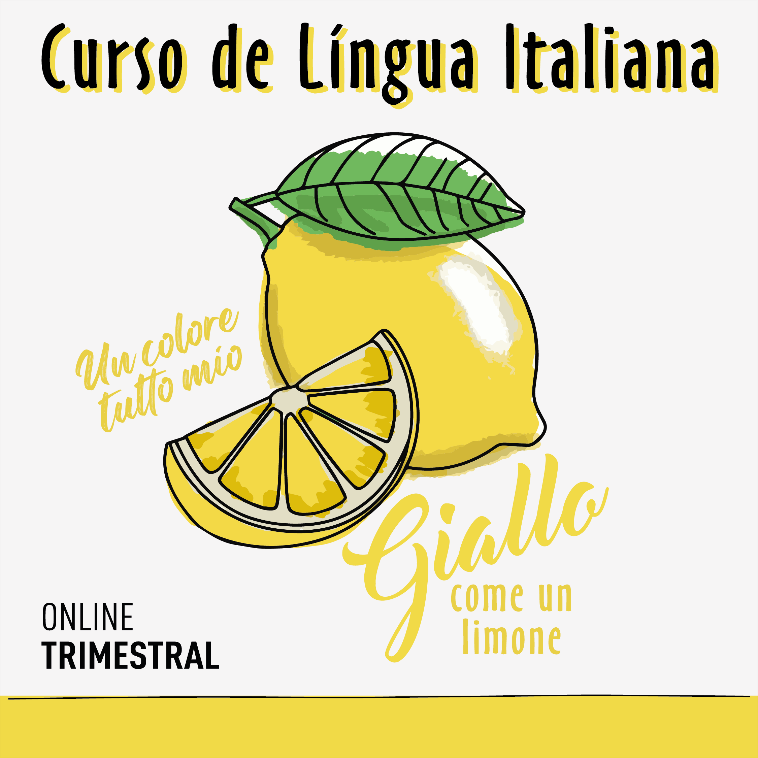 Curso de Língua Italiana
Un colore
tutto mio
Giallo
come un
limone
ONLINE
TRIMESTRAL